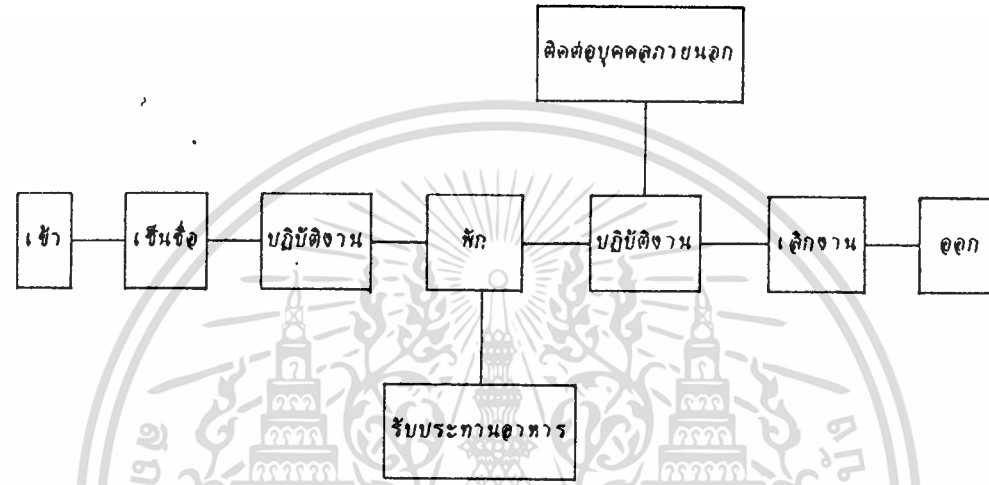 ติดต่อบุคคลภายนอก
เข้า
เซ็นชื่อ
ปฏิบัติงาน
พัก
ปฏิบัติงาน
เลิกงาน
ออก
รับประทานอาหาร